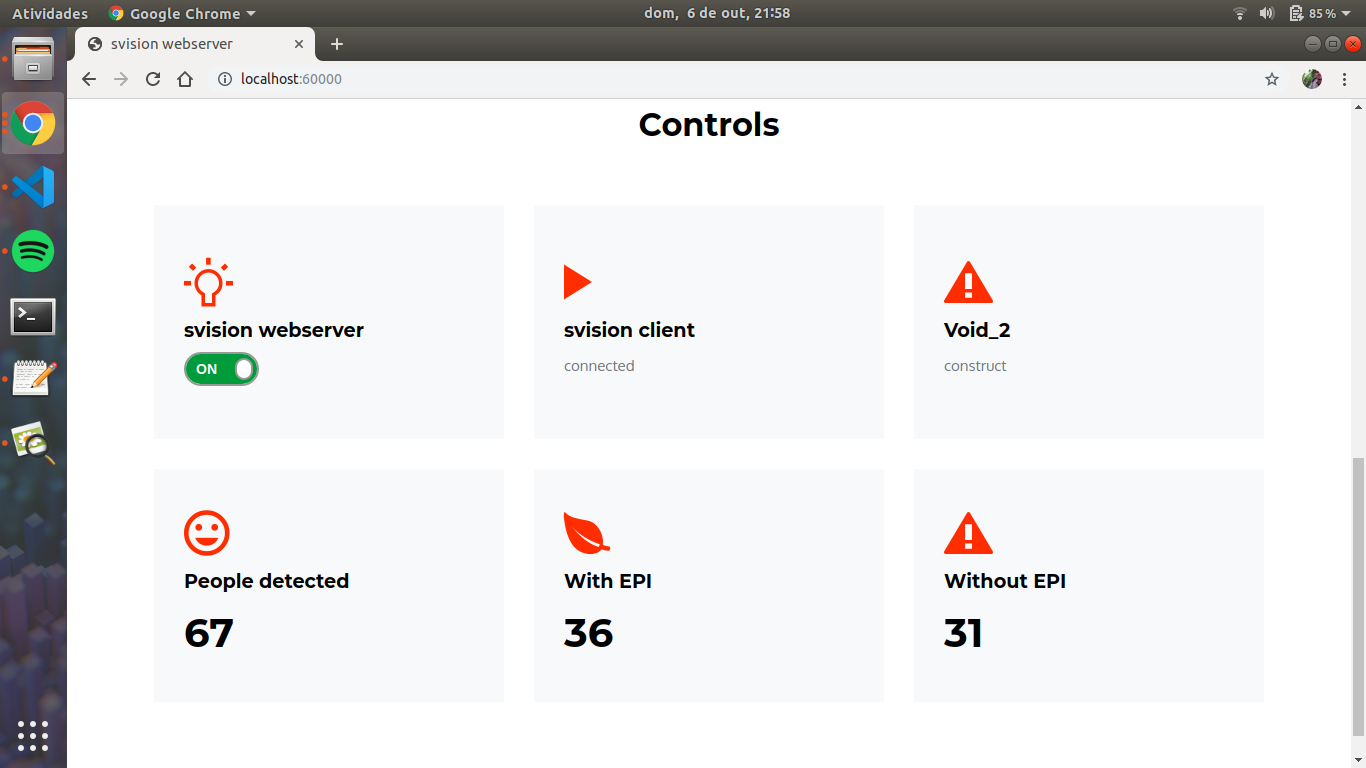 Atividades
Google Chrome
dom, 6 de out, 21:58
85 %
svision webserver
localhost:60000
Controls
svision webserver
ON
svision client
connected
Void_2
construct
People detected
67
With EPI
36
Without EPI
31